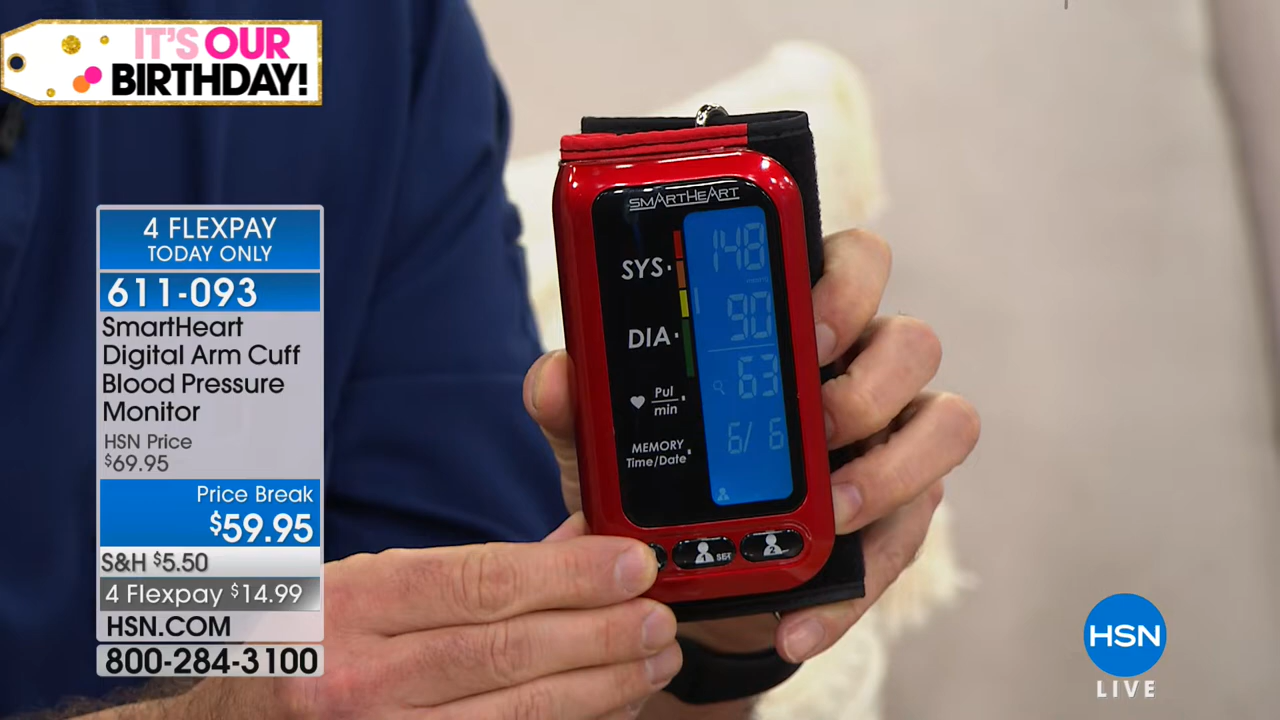 IT'S OUR
BIRTHDAY!
4 FLEXPAY
TODAY ONLY
611-093
SmartHeart
Digital Arm Cuff
Blood Pressure
Monitor
HSN Price
$69.95
Price Break
$59.95
S&H $5.50
4 Flexpay $14.99
HSN.COM
800-284-3100
SMARTHEART
SYS
148
DIA
90
Pul
min
63
MEMORY
Time/Date
6/ 6
1 SET
2
HSN
LIVE